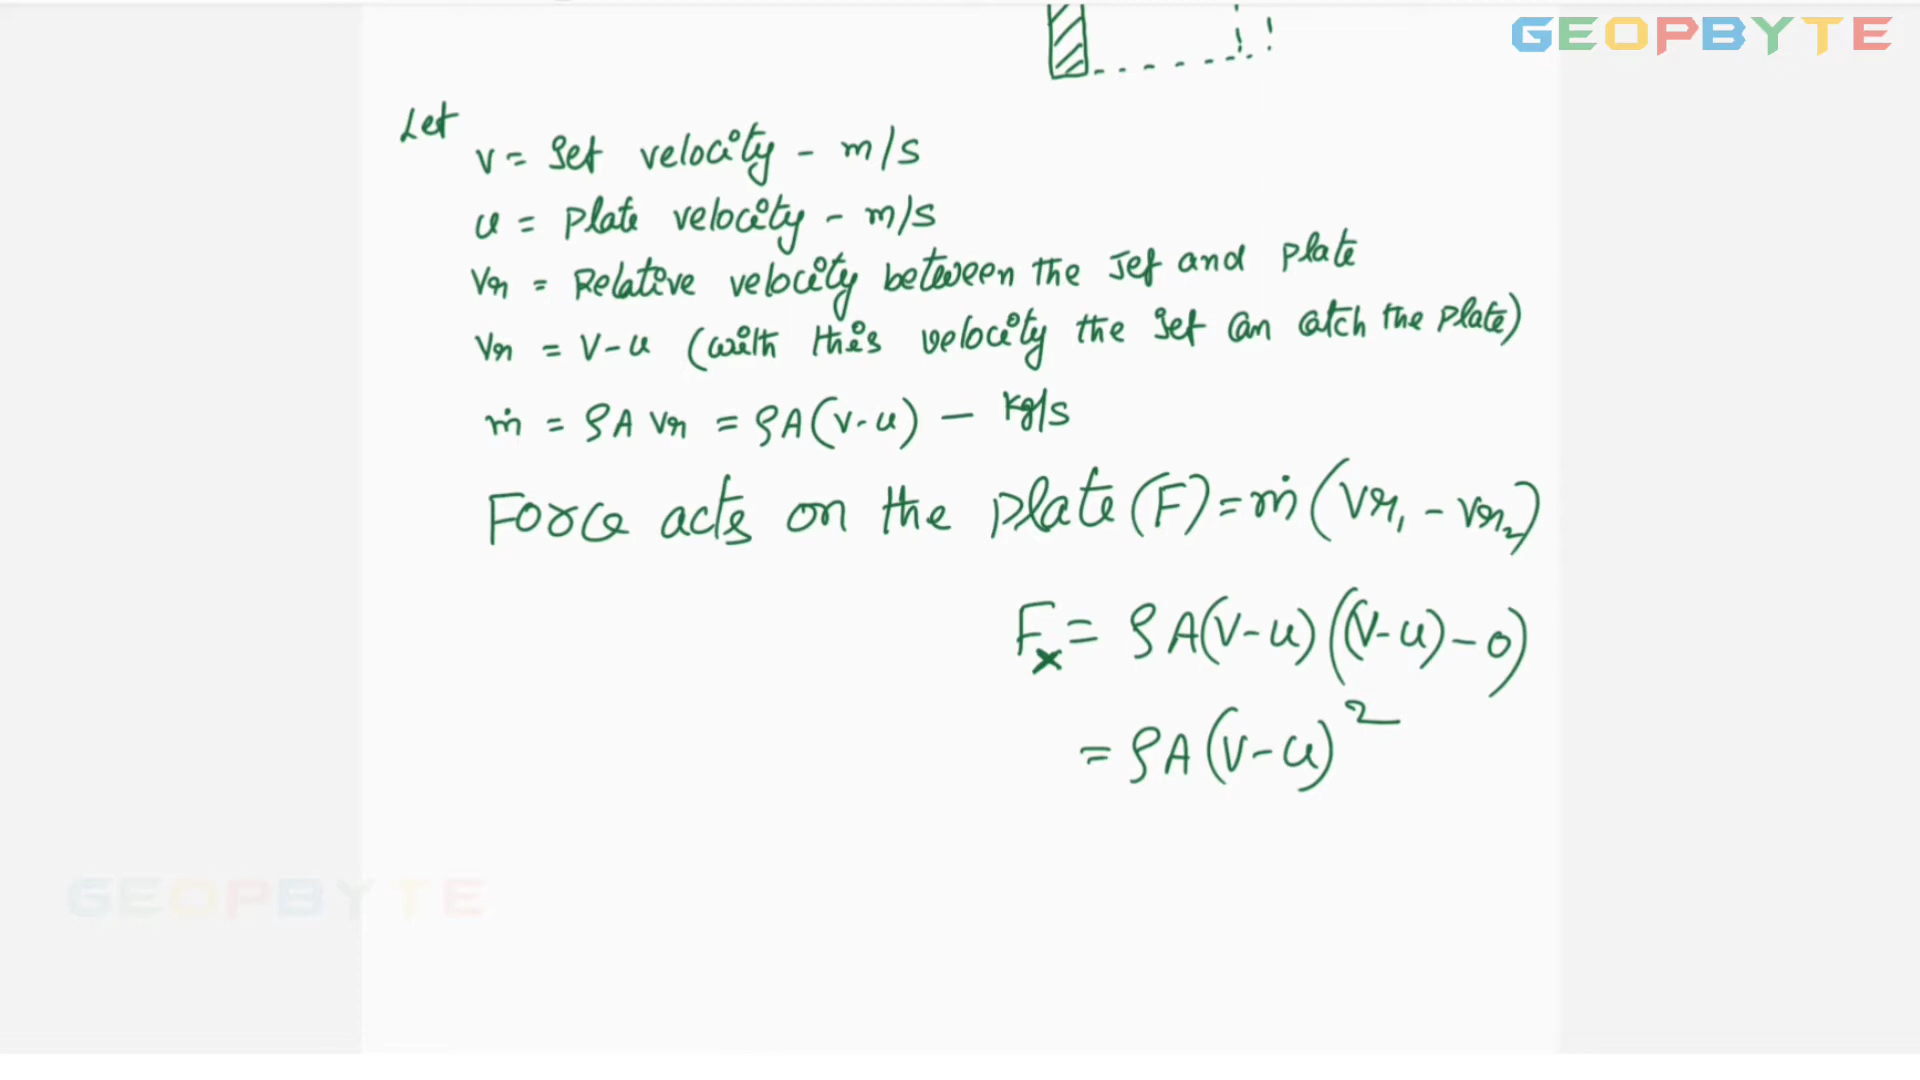 GEOPBYTE
Let
V = Jet velocity - m/s
u = plate velocity - m/s
Vr = Relative velocity between the Jet and plate
Vr = V-u (with this velocity the Jet can catch the plate)
ṁ = ρA Vr = ρA(V-u) — kg/s
Force acts on the plate (F) = ṁ (Vr₁ - Vr₂)
Fx = ρA(V-u)((V-u)-0)
= ρA(V-u)²
GEOPBYTE